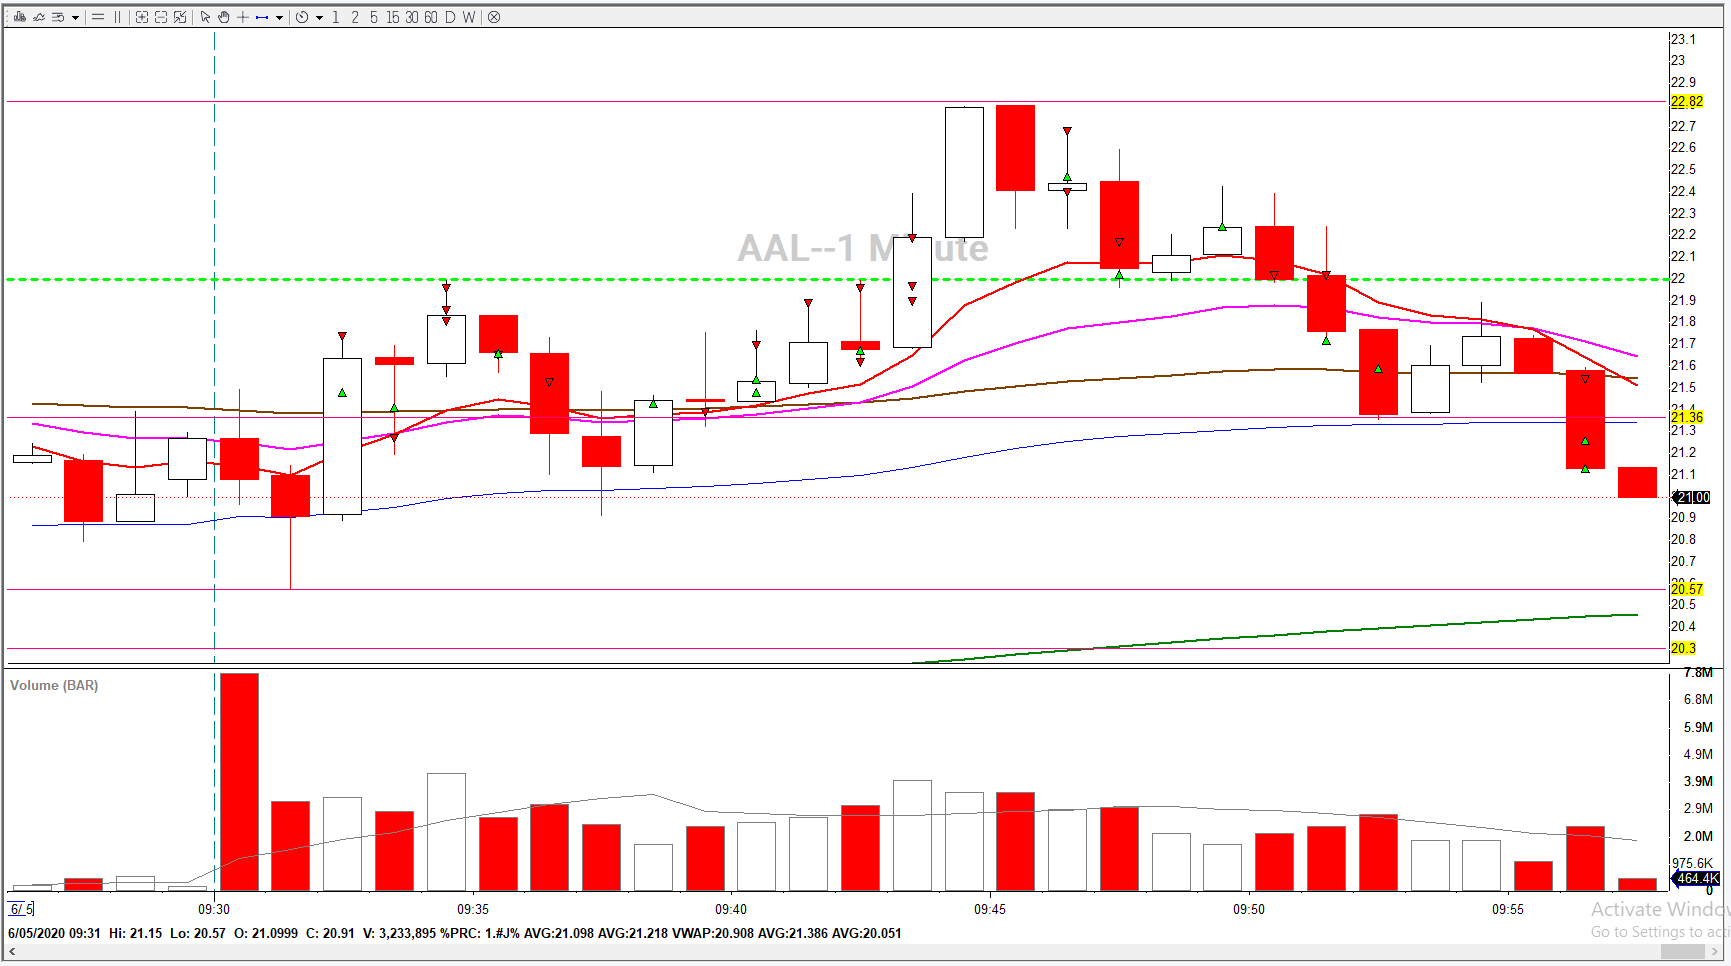 1 2 5 15 30 60 D W
AAL--1 M ute
23.1
23
22.9
22.82
22.7
22.6
22.5
22.4
22.3
22.2
22.1
22
21.9
21.8
21.7
21.6
21.5
21.4
21.36
21.3
21.2
21.1
21.00
20.9
20.8
20.7
20.6
20.57
20.5
20.4
20.3
Volume (BAR)
7.8M
6.8M
5.9M
4.9M
3.9M
2.9M
2.0M
975.6K
464.4K
0
6/ 5
09:30 09:35 09:40 09:45 09:50 09:55
Activate Window
Go to Settings to acti
6/05/2020 09:31 Hi: 21.15 Lo: 20.57 O: 21.0999 C: 20.91 V: 3,233,895 %PRC: 1.#J% AVG:21.098 AVG:21.218 VWAP:20.908 AVG:21.386 AVG:20.051